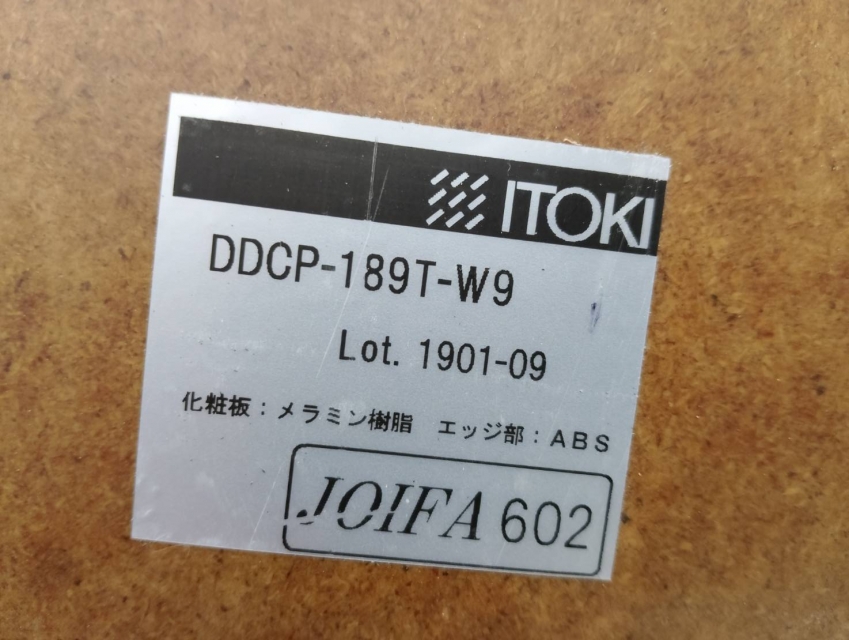 ITOKI
DDCP-189T-W9
Lot. 1901-09
化粧板：メラミン樹脂　エッジ部：ABS
JOIFA 602